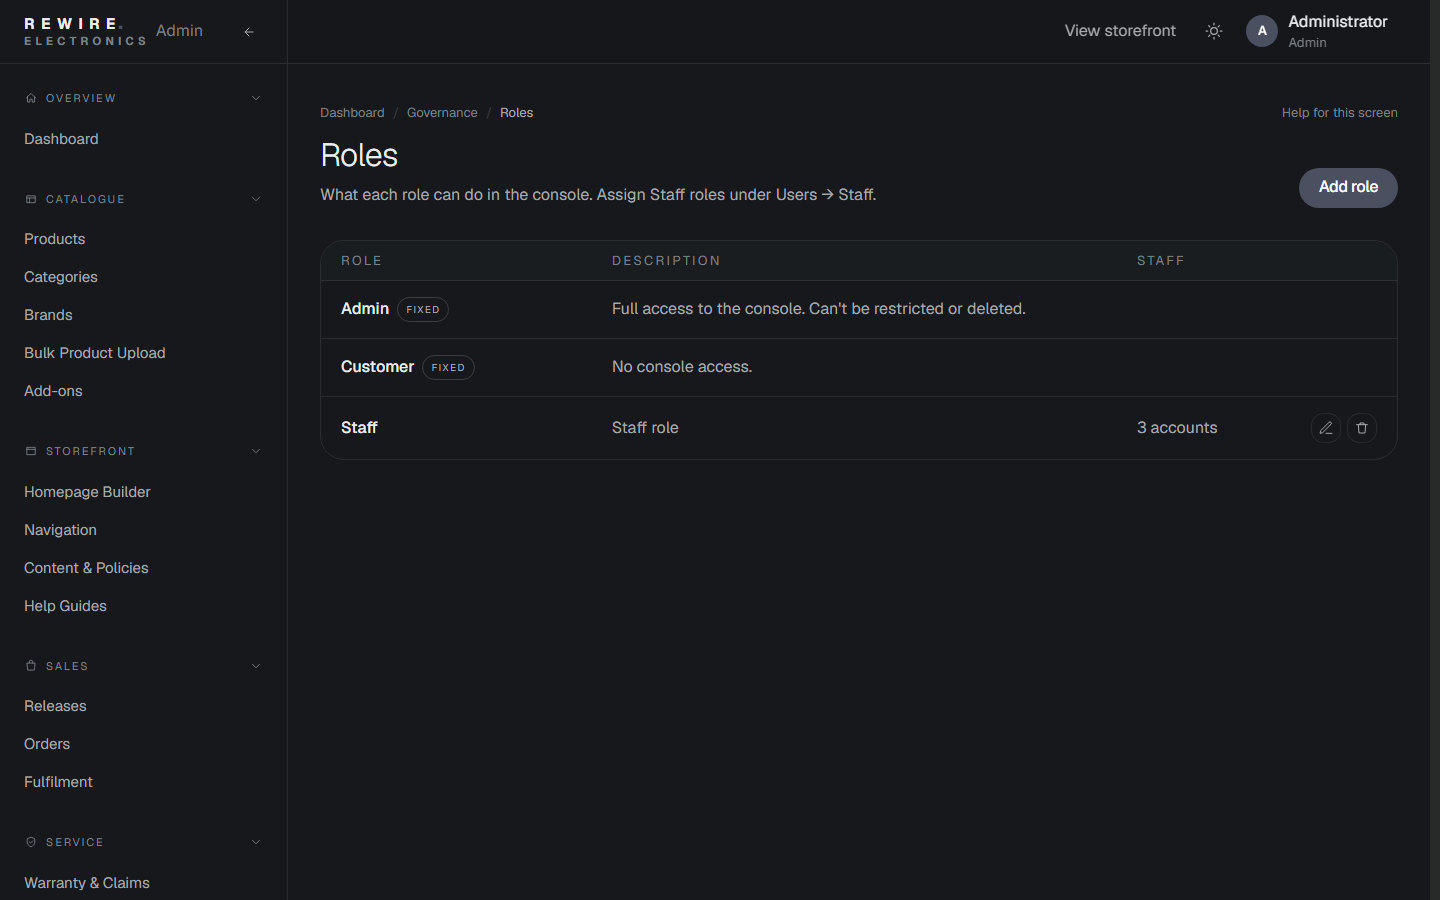 REWIRE.
ELECTRONICS
Admin
View storefront
A
Administrator
Admin
OVERVIEW
Dashboard
CATALOGUE
Products
Categories
Brands
Bulk Product Upload
Add-ons
STOREFRONT
Homepage Builder
Navigation
Content & Policies
Help Guides
SALES
Releases
Orders
Fulfilment
SERVICE
Warranty & Claims
Dashboard / Governance / Roles
Help for this screen
Roles
What each role can do in the console. Assign Staff roles under Users → Staff.
Add role
ROLE DESCRIPTION STAFF
Admin FIXED Full access to the console. Can't be restricted or deleted.
Customer FIXED No console access.
Staff Staff role 3 accounts